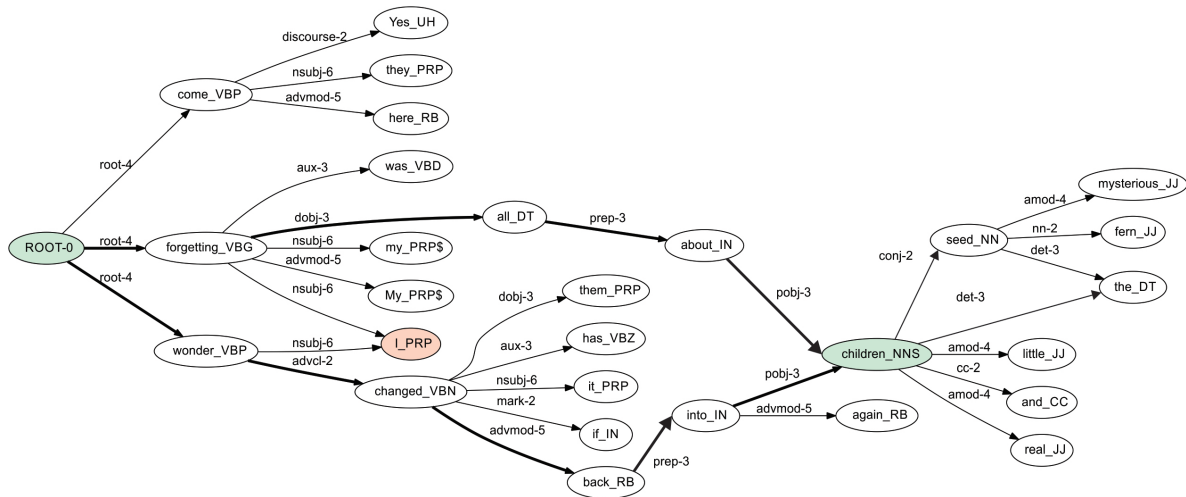 Yes_UH
discourse-2
they_PRP
nsubj-6
come_VBP
advmod-5
here_RB
root-4
was_VBD
aux-3
mysterious_JJ
amod-4
dobj-3
all_DT
prep-3
ROOT-0
root-4
forgetting_VBG
nsubj-6
my_PRP$
about_IN
seed_NN
nn-2
fern_JJ
advmod-5
det-3
root-4
conj-2
nsubj-6
My_PRP$
them_PRP
the_DT
dobj-3
pobj-3
det-3
has_VBZ
aux-3
wonder_VBP
nsubj-6
I_PRP
children_NNS
amod-4
little_JJ
advcl-2
cc-2
pobj-3
changed_VBN
nsubj-6
it_PRP
amod-4
and_CC
mark-2
into_IN
advmod-5
again_RB
advmod-5
if_IN
real_JJ
prep-3
back_RB